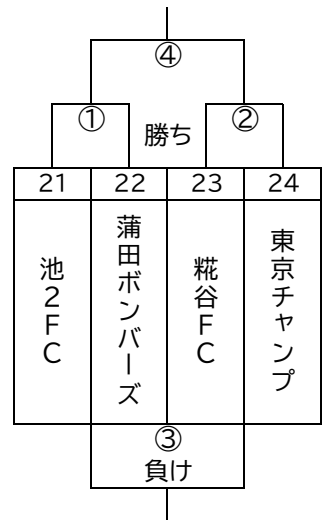 ④
① 勝ち ②
21 22 23 24
池2FC
蒲田ボンバーズ
糀谷FC
東京チャンプ
③
負け